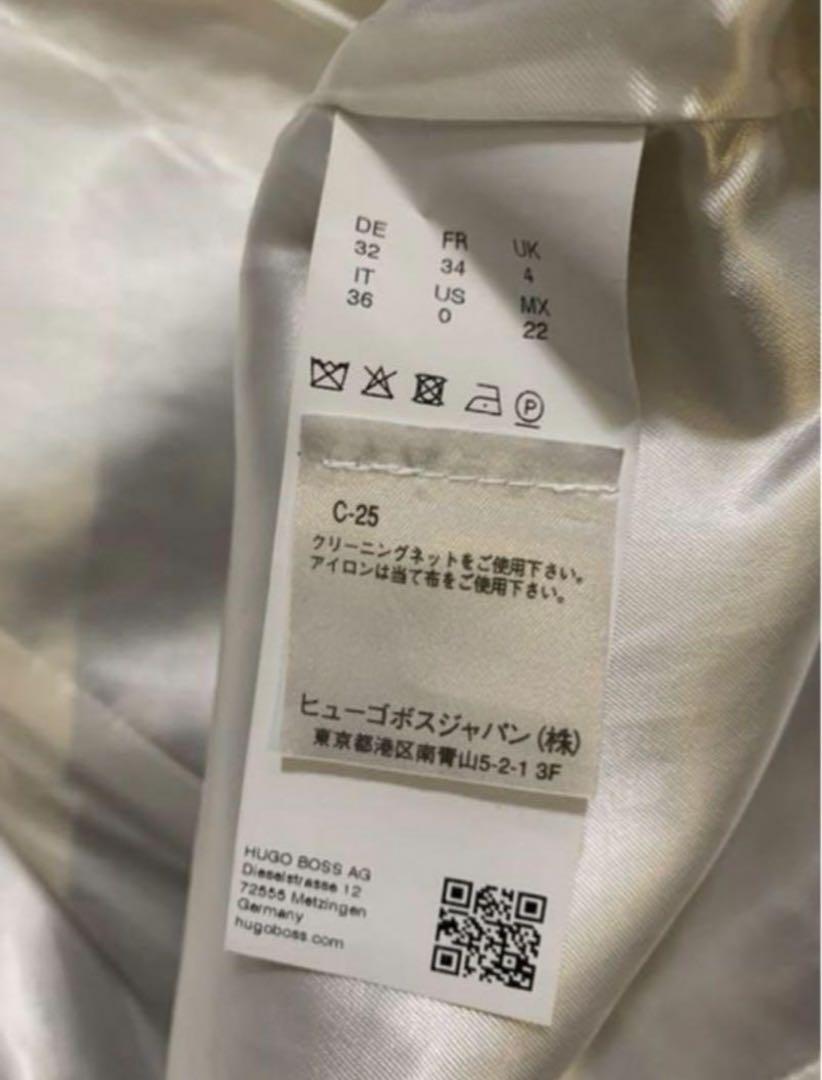 DE FR UK
32 34 4
IT US MX
36 0 22
P
C-25
クリーニングネットをご使用下さい。
アイロンは当て布をご使用下さい。
ヒューゴボスジャパン(株)
東京都港区南青山5-2-1 3F
HUGO BOSS AG
Dieselstrasse 12
72555 Metzingen
Germany
hugoboss.com